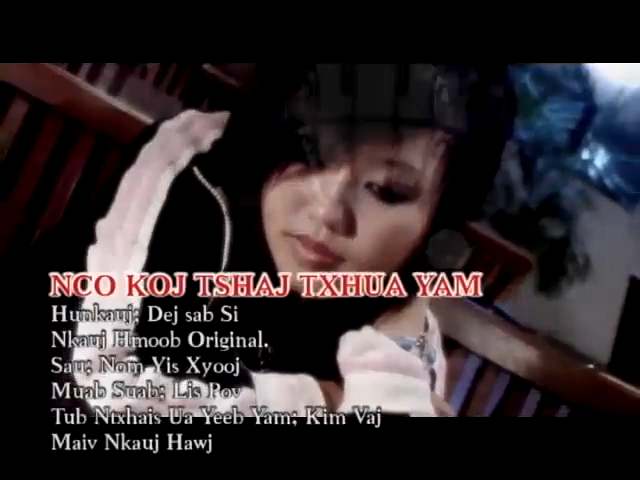 NCO KOJ TSHAJ TXHUA YAM
Hunkauj; Dej sab Si
Nkauj Hmoob Original.
Sau; Nom Yis Xyooj
Muab Suab; Lis Pov
Tub Ntxhais Ua Yeeb Yam; Kim Vaj
Maiv Nkauj Hawj